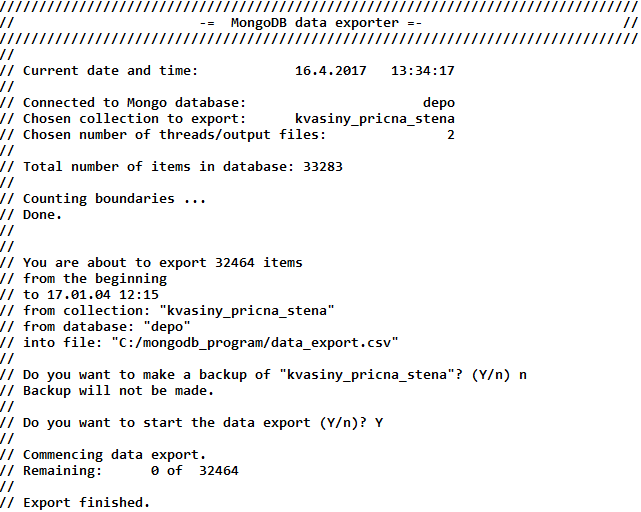 ////////////////////////////////////////////////////////////////////////////////
//                       -=  MongoDB data exporter =-                         //
////////////////////////////////////////////////////////////////////////////////
//
// Current date and time:            16.4.2017   13:34:17
//
// Connected to Mongo database:                      depo
// Chosen collection to export:      kvasiny_pricna_stena
// Chosen number of threads/output files:               2
//
// Total number of items in database: 33283
//
// Counting boundaries ...
// Done.
//
//
// You are about to export 32464 items
// from the beginning
// to 17.01.04 12:15
// from collection: "kvasiny_pricna_stena"
// from database: "depo"
// into file: "C:/mongodb_program/data_export.csv"
//
// Do you want to make a backup of "kvasiny_pricna_stena"? (Y/n) n
// Backup will not be made.
//
// Do you want to start the data export (Y/n)? Y
//
// Commencing data export.
// Remaining:      0 of  32464
//
// Export finished.